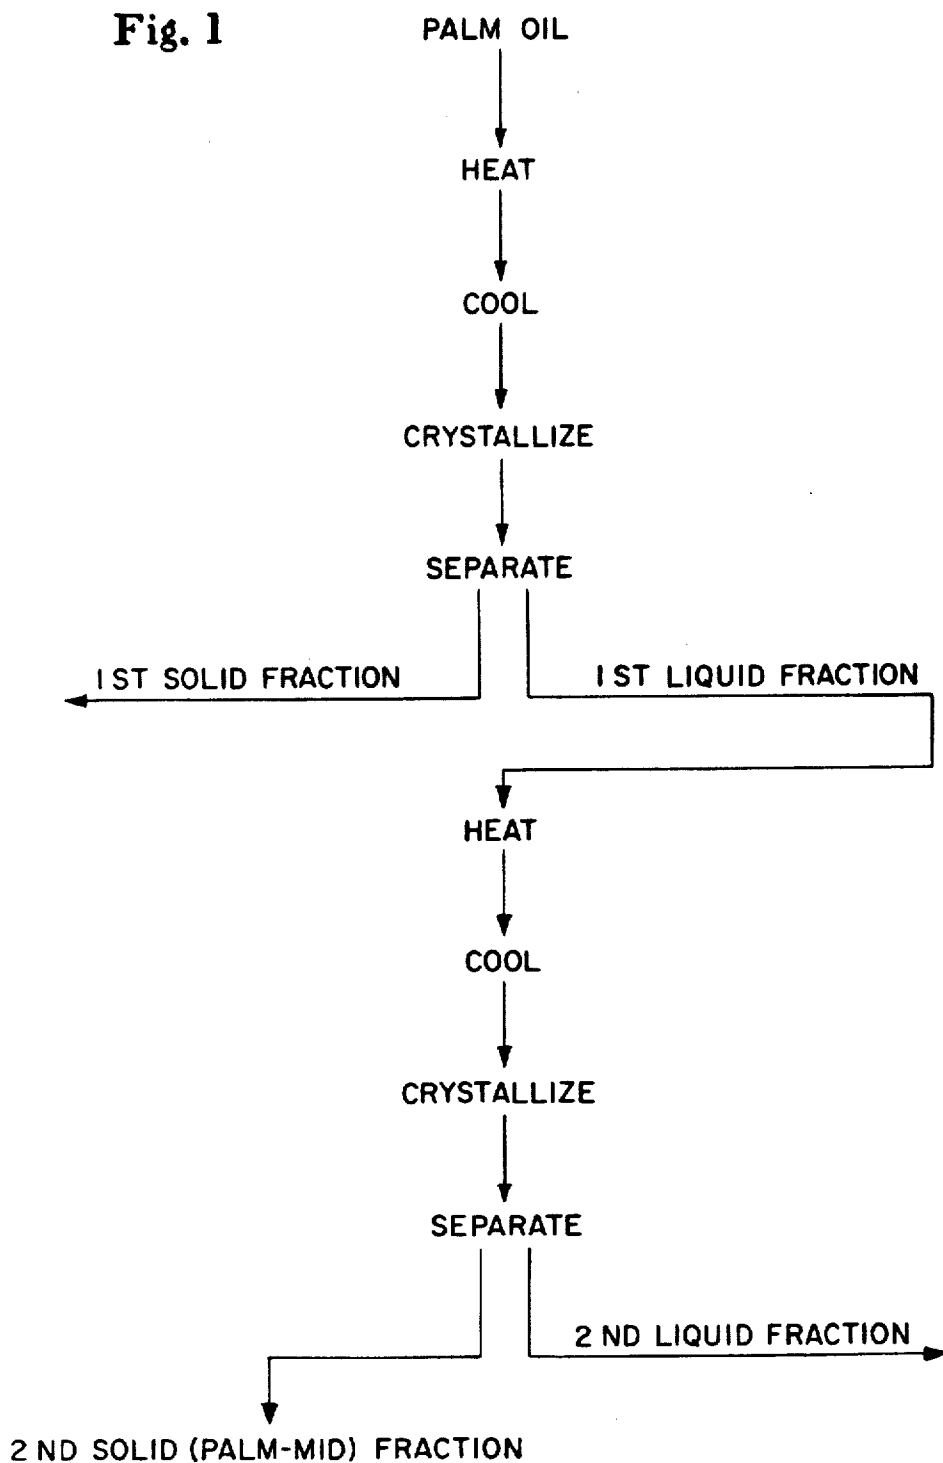 Fig. 1
PALM OIL
HEAT
COOL
CRYSTALLIZE
SEPARATE
1 ST SOLID FRACTION
1 ST LIQUID FRACTION
HEAT
COOL
CRYSTALLIZE
SEPARATE
2 ND LIQUID FRACTION
2 ND SOLID (PALM-MID) FRACTION